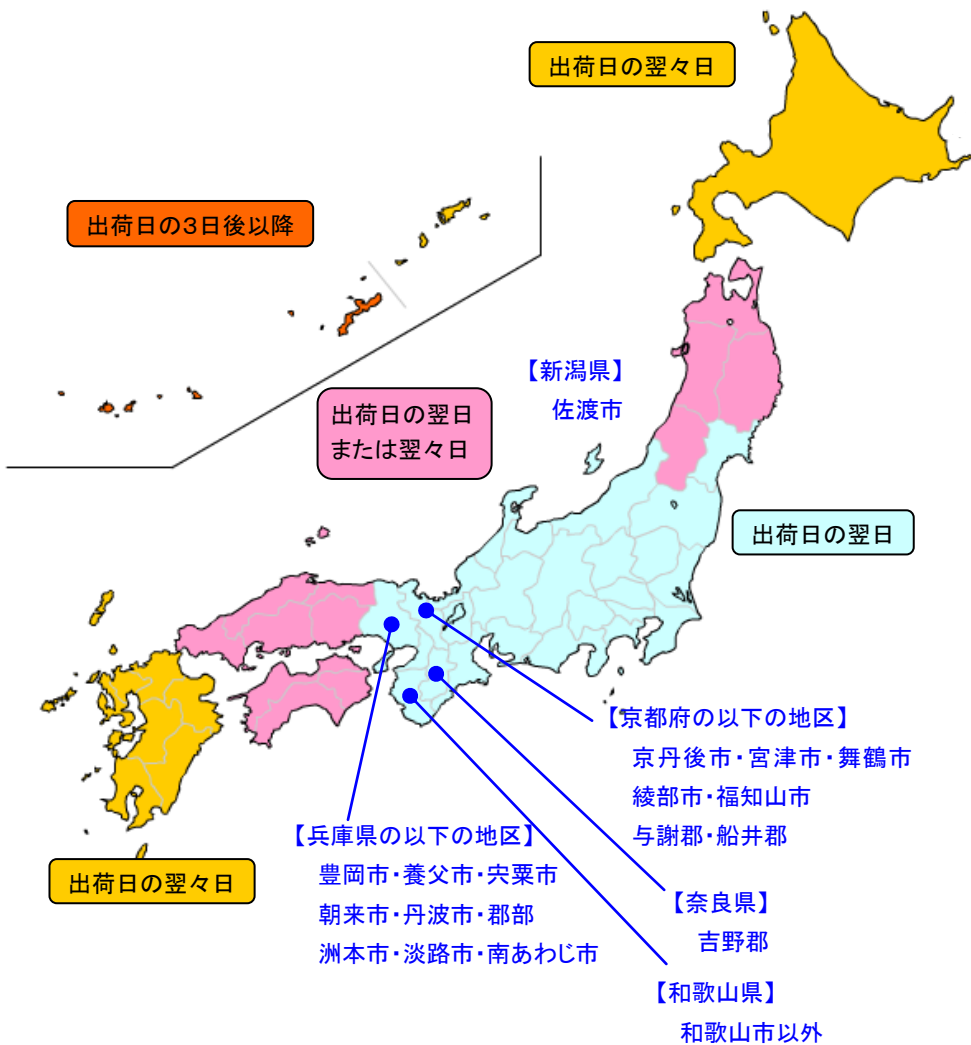 出荷日の翌々日
出荷日の3日後以降
【新潟県】
佐渡市
出荷日の翌日
または翌々日
出荷日の翌日
【京都府の以下の地区】
京丹後市・宮津市・舞鶴市
綾部市・福知山市
与謝郡・船井郡
【兵庫県の以下の地区】
豊岡市・養父市・宍粟市
朝来市・丹波市・郡部
洲本市・淡路市・南あわじ市
出荷日の翌々日
【奈良県】
吉野郡
【和歌山県】
和歌山市以外